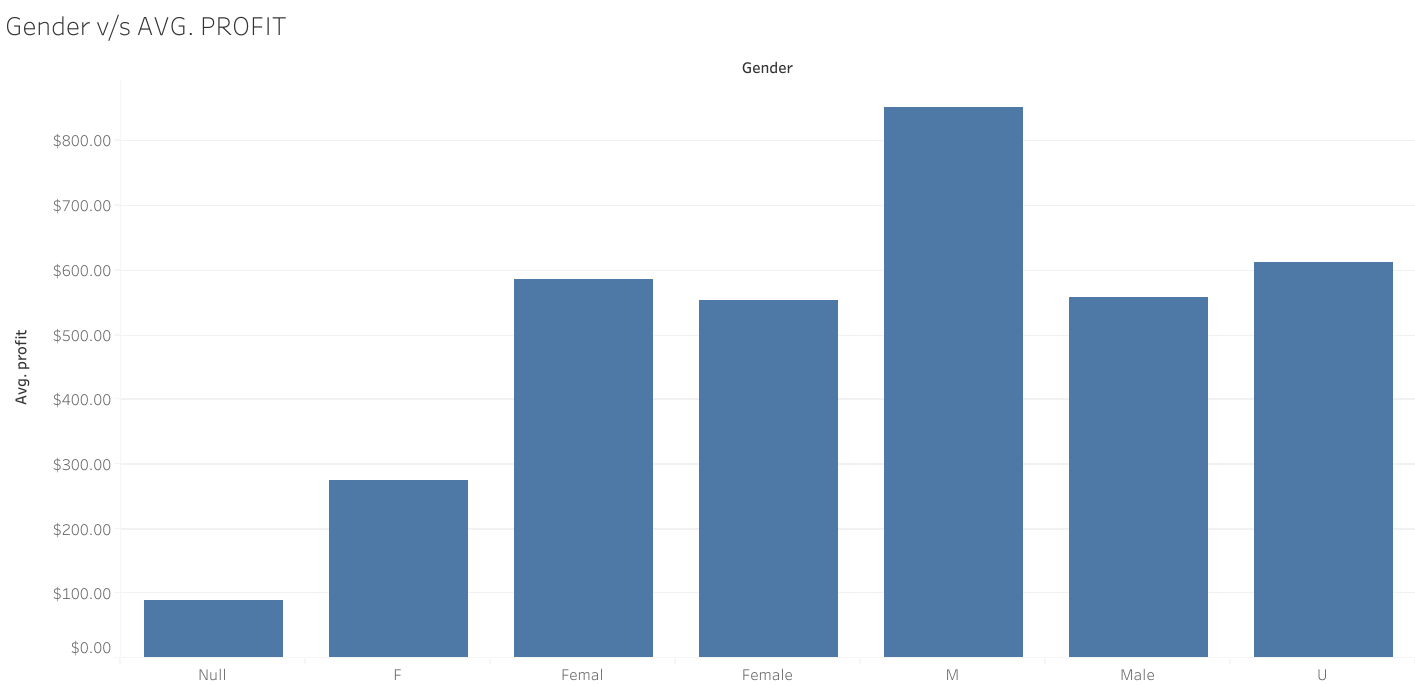 Gender v/s AVG. PROFIT
Gender
$800.00
$700.00
$600.00
$500.00
$400.00
$300.00
$200.00
$100.00
$0.00
Avg. profit
Null F Femal Female M Male U